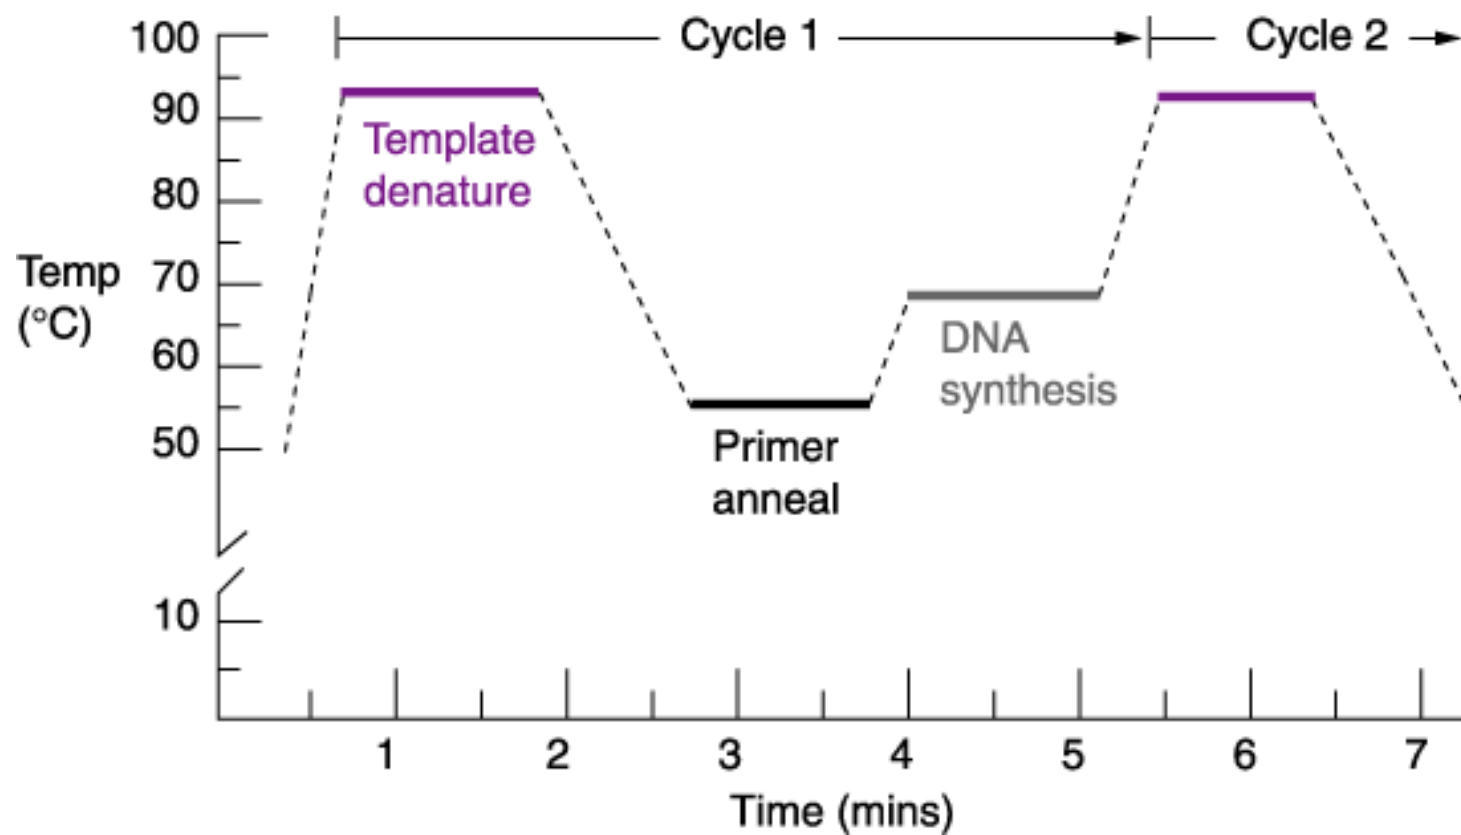 100
Cycle 1
Cycle 2
90
Template
denature
80
Temp
(°C)
70
DNA
synthesis
60
Primer
anneal
50
10
1 2 3 4 5 6 7
Time (mins)